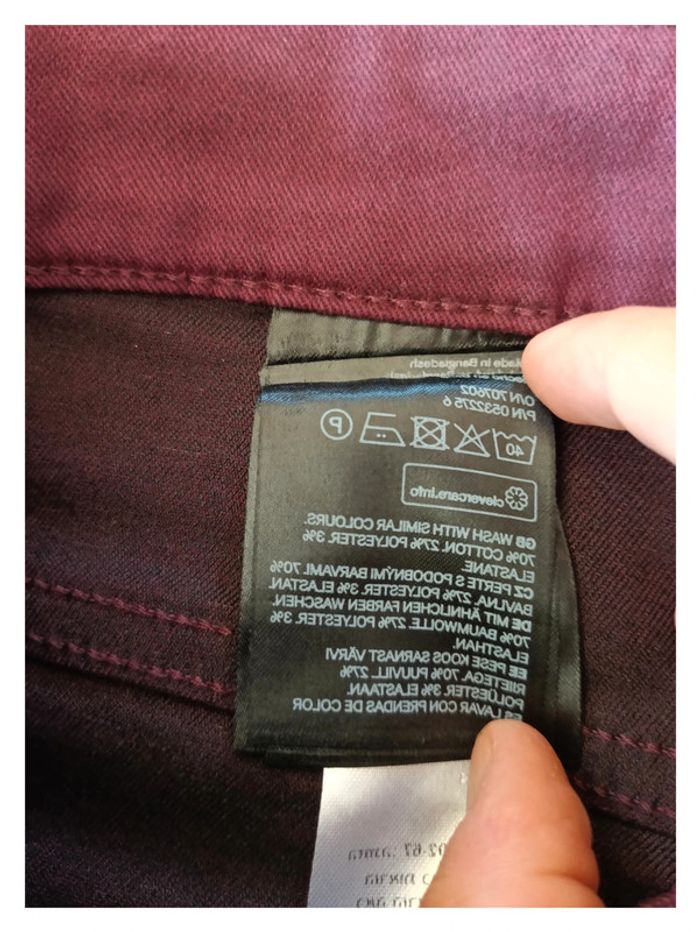 Made in Bangladesh
O/N 707602
P/N 0532275 6
40
P
clevercare.info
GB WASH WITH SIMILAR COLOURS.
70% COTTON. 27% POLYESTER. 3%
ELASTANE.
CZ PERTE S PODOBNÝMI BARVAMI. 70%
BAVLNA. 27% POLYESTER. 3% ELASTAN.
DE MIT ÄHNLICHEN FARBEN WASCHEN.
70% BAUMWOLLE. 27% POLYESTER. 3%
ELASTHAN.
EE PESE KOOS SARNAST VÄRVI
RIIETEGA. 70% PUUVILL. 27%
POLÜESTER. 3% ELASTAAN.
ES LAVAR CON PRENDAS DE COLOR
02-67